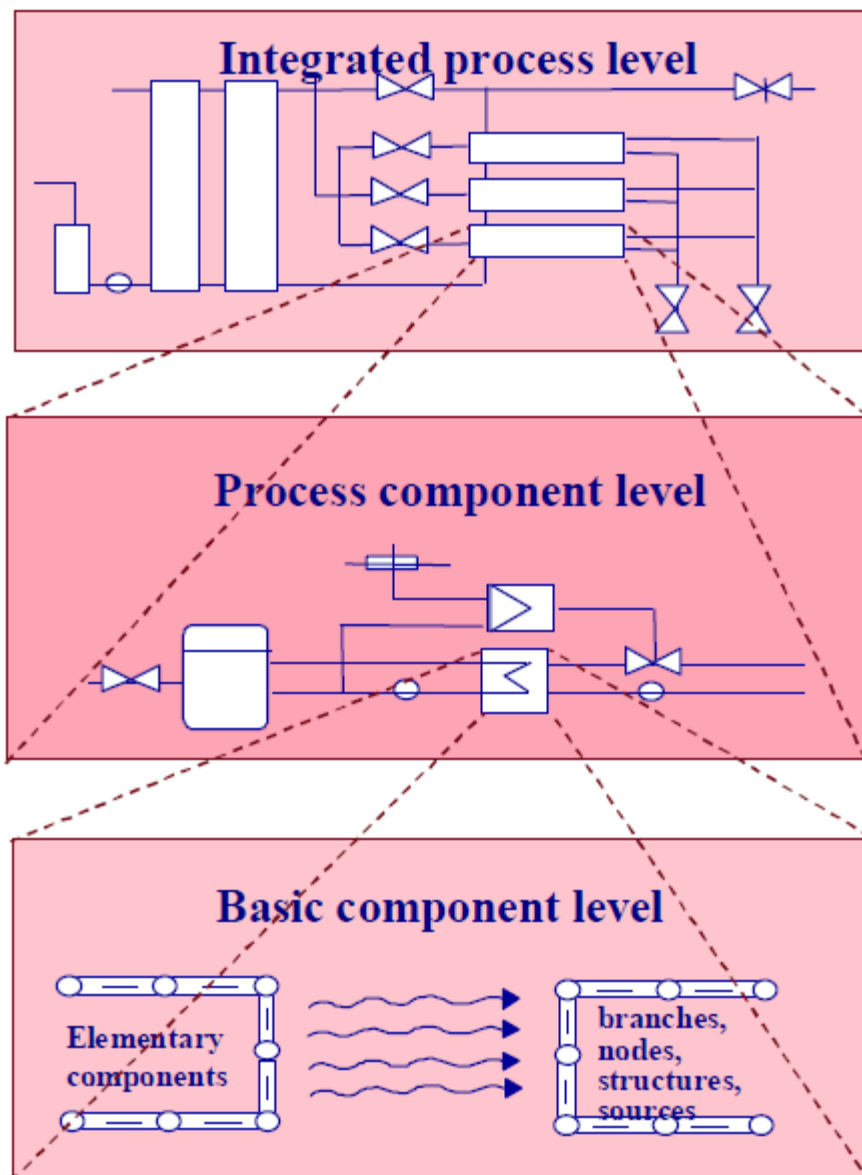 Integrated process level
Process component level
Basic component level
Elementary
components
branches,
nodes,
structures,
sources